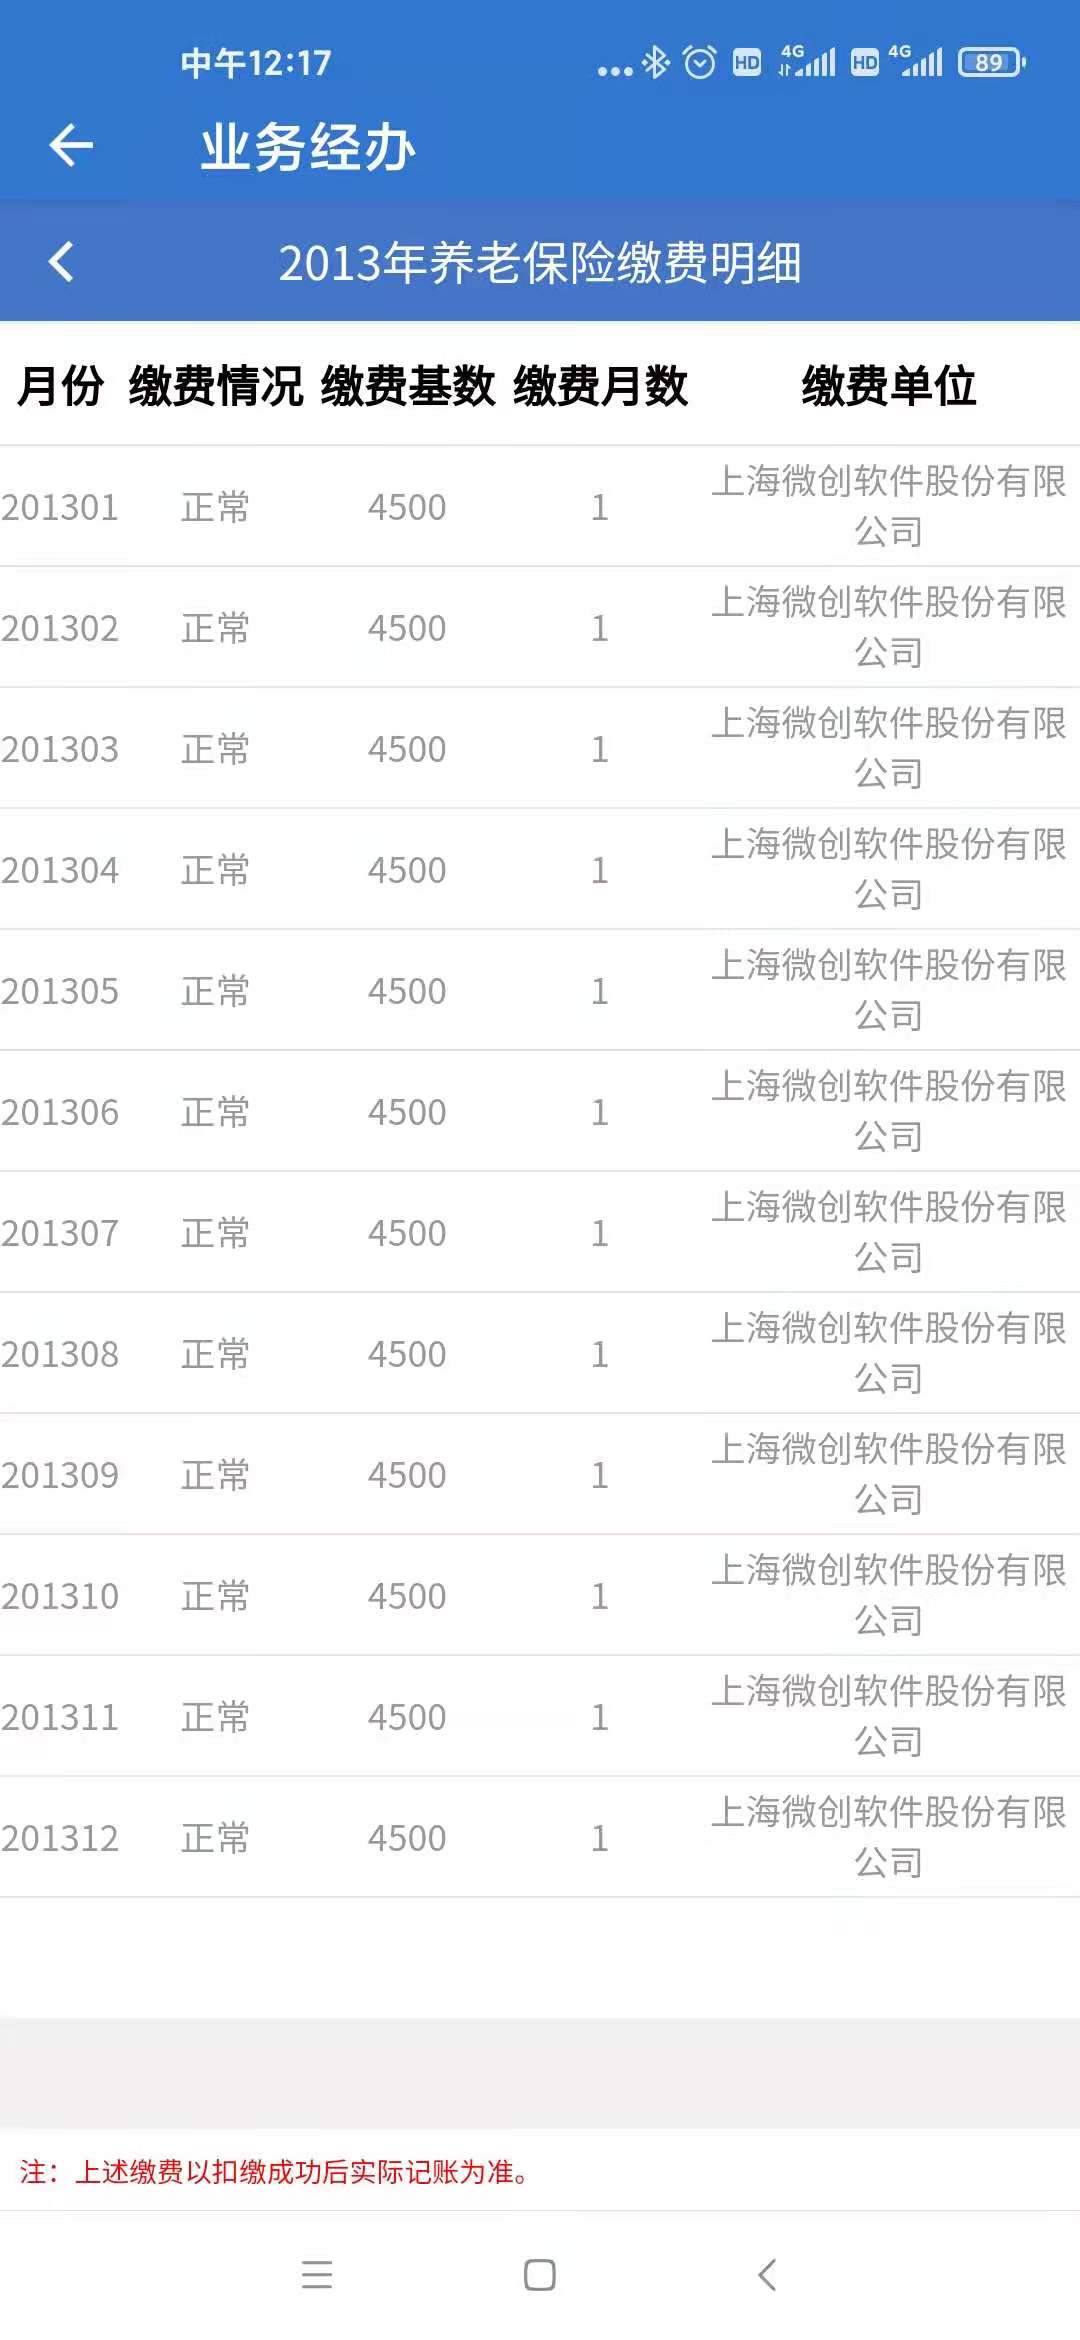 中午12:17 ... HD 4G HD 4G 89
业务经办
2013年养老保险缴费明细
月份 缴费情况 缴费基数 缴费月数 缴费单位
201301 正常 4500 1 上海微创软件股份有限
公司
201302 正常 4500 1 上海微创软件股份有限
公司
201303 正常 4500 1 上海微创软件股份有限
公司
201304 正常 4500 1 上海微创软件股份有限
公司
201305 正常 4500 1 上海微创软件股份有限
公司
201306 正常 4500 1 上海微创软件股份有限
公司
201307 正常 4500 1 上海微创软件股份有限
公司
201308 正常 4500 1 上海微创软件股份有限
公司
201309 正常 4500 1 上海微创软件股份有限
公司
201310 正常 4500 1 上海微创软件股份有限
公司
201311 正常 4500 1 上海微创软件股份有限
公司
201312 正常 4500 1 上海微创软件股份有限
公司
注：上述缴费以扣缴成功后实际记账为准。